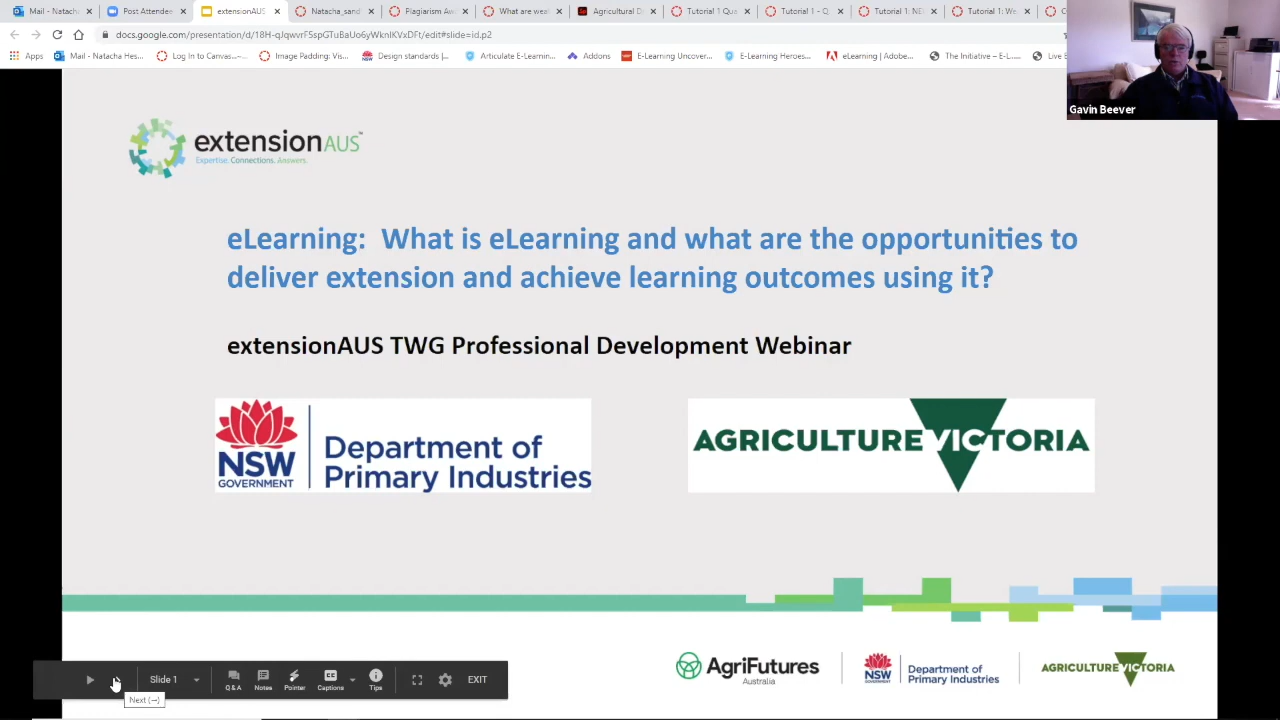 Mail - Natacha
Post Attendee
extensionAUS
Natacha_sand
Plagiarism Aw
What are wea
Agricultural D
Tutorial 1 Qua
Tutorial 1 - Q
Tutorial 1: NE
Tutorial 1: We
docs.google.com/presentation/d/18H-qJqwvrFSspGTuBaUo6yWknIKVxDFt/edit#slide=id.p2
Apps
Mail - Natacha Hes...
Log In to Canvas...
Image Padding: Vis...
Design standards |...
Articulate E-Learnin...
Addons
E-Learning Uncover...
E-Learning Heroes...
eLearning | Adobe...
The Initiative – E-L...
Live
Gavin Beever
extensionAUS™
Expertise. Connections. Answers.
eLearning: What is eLearning and what are the opportunities to
deliver extension and achieve learning outcomes using it?
extensionAUS TWG Professional Development Webinar
NSW
GOVERNMENT
Department of
Primary Industries
AGRICULTURE VICTORIA
AgriFutures
Australia
NSW
GOVERNMENT
Department of
Primary Industries
AGRICULTURE VICTORIA
Slide 1
Q & A
Notes
Pointer
Captions
Tips
EXIT
Next (→)